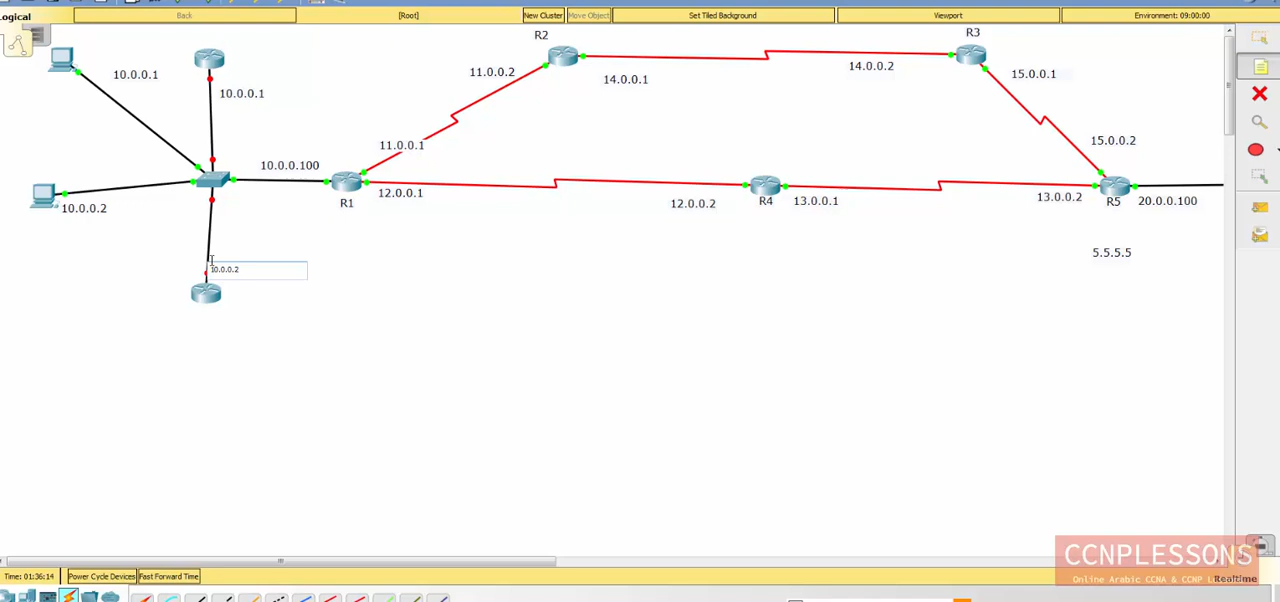 Logical
Back
[Root]
New Cluster
Move Object
Set Tiled Background
Viewport
Environment: 09:00:00
R2
R3
10.0.0.1
11.0.0.2
14.0.0.1
14.0.0.2
15.0.0.1
10.0.0.1
11.0.0.1
15.0.0.2
10.0.0.100
R1
12.0.0.1
12.0.0.2
R4
13.0.0.1
13.0.0.2
R5
20.0.0.100
10.0.0.2
5.5.5.5
10.0.0.2
CCNPLESSONS
Online Arabic CCNA & CCNP
Time: 01:36:14
Power Cycle Devices
Fast Forward Time
Realtime